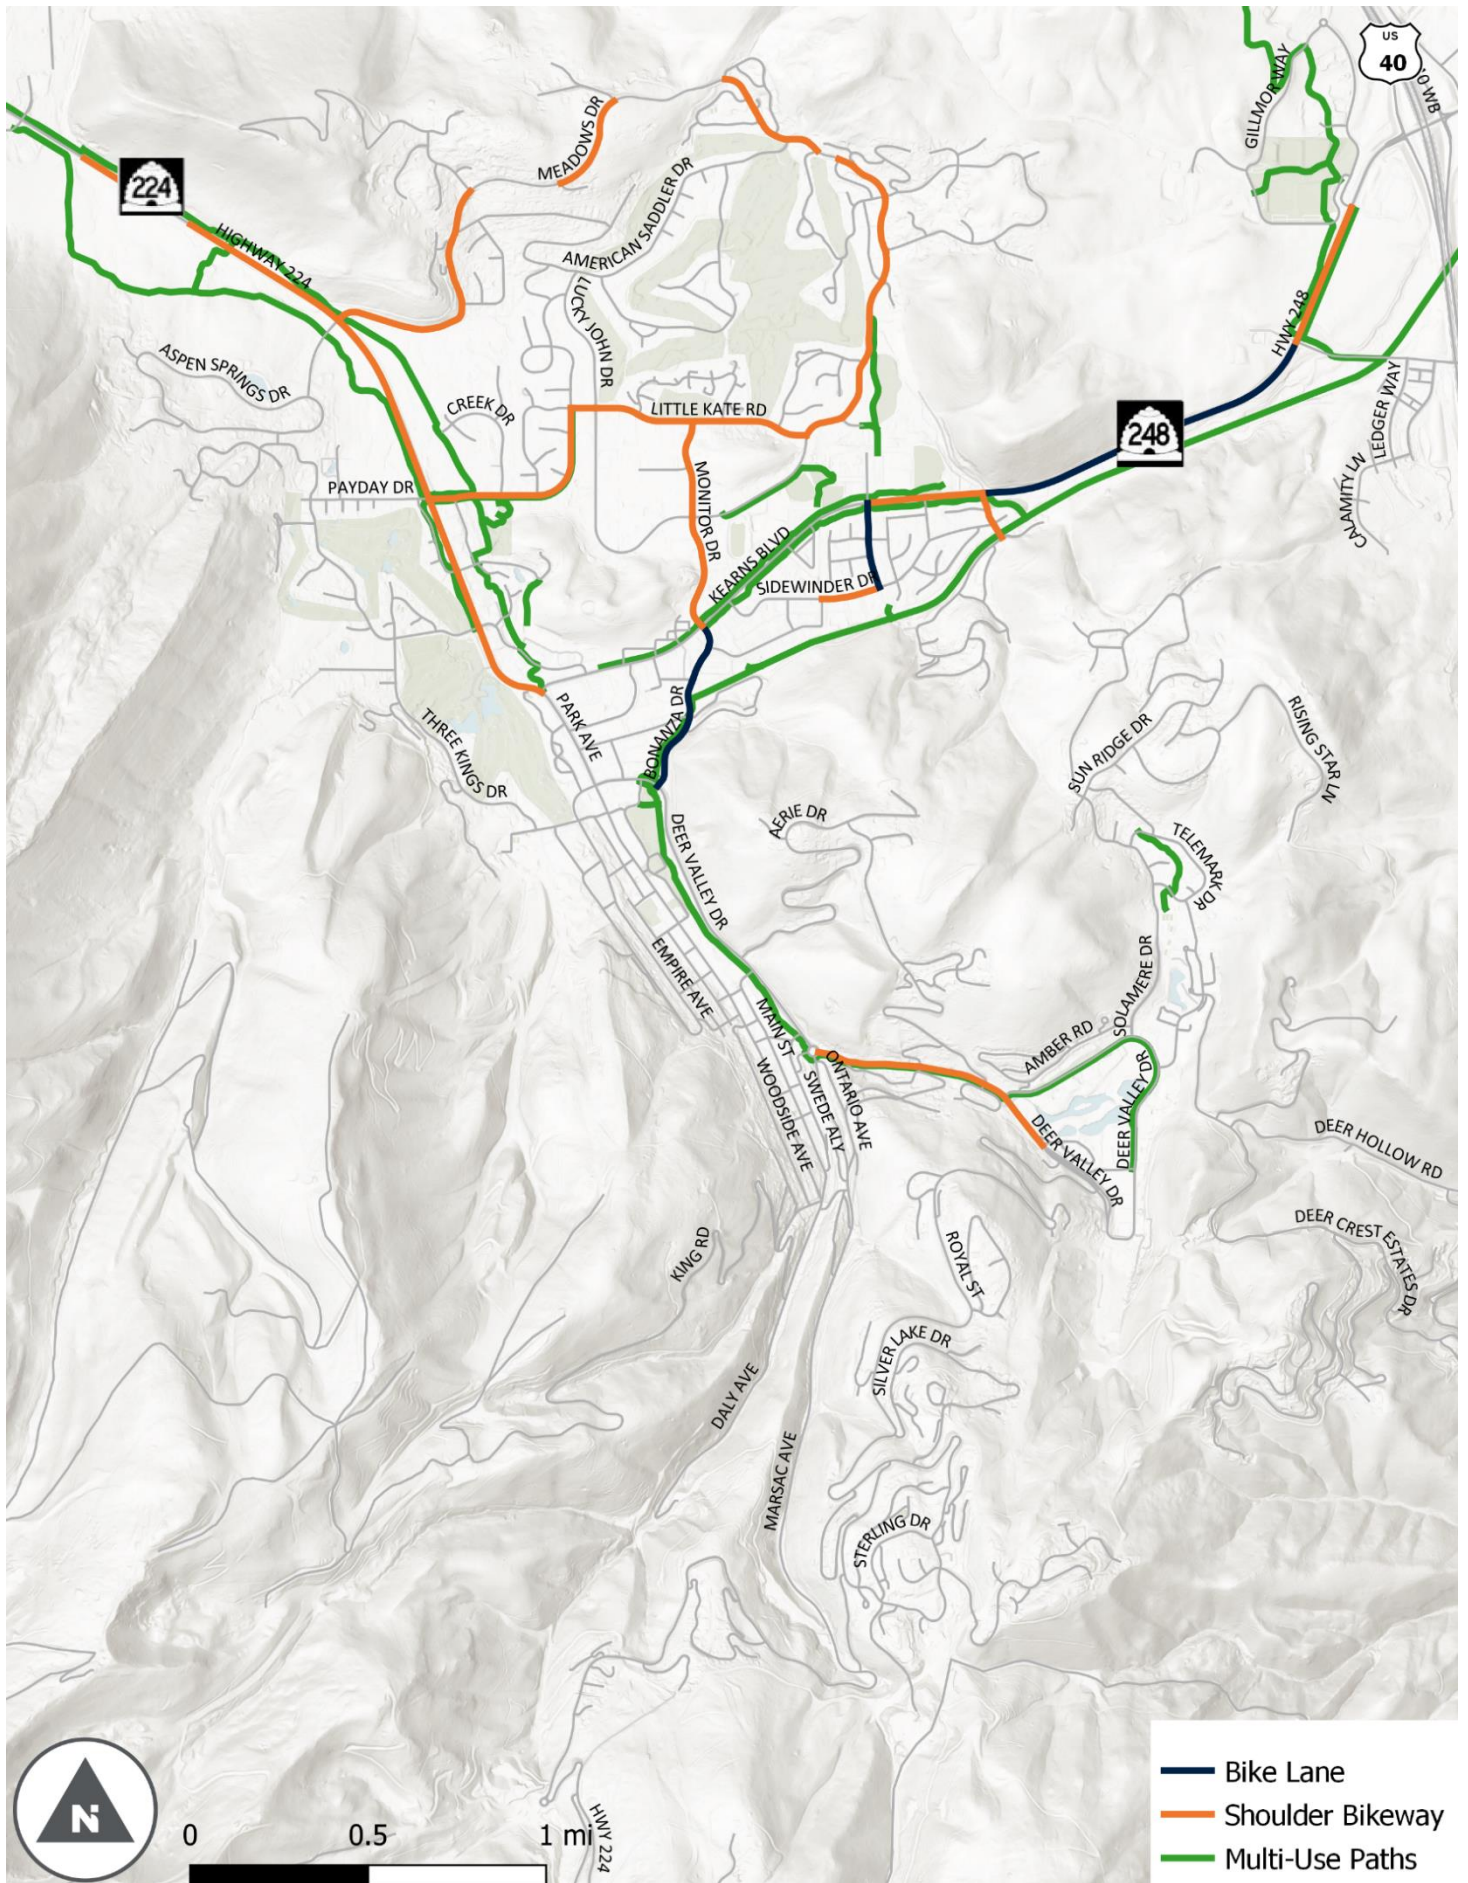 US
40
40 WB
GILLMOR WAY
MEADOWS DR
224
AMERICAN SADDLER DR
HIGHWAY 224
LUCKY JOHN DR
HWY 248
ASPEN SPRINGS DR
CREEK DR
LITTLE KATE RD
LEDGER WAY
248
PAYDAY DR
MONITOR DR
CALAMITY LN
KEARNS BLVD
SIDEWINDER DR
PARK AVE
BONANZA DR
THREE KINGS DR
SUN RIDGE DR
RISING STAR LN
AERIE DR
DEER VALLEY DR
TELEMARK DR
EMPIRE AVE
SOLAMERE DR
MAIN ST
AMBER RD
ONTARIO AVE
WOODSIDE AVE
SWEDE ALY
DEER VALLEY DR
DEER VALLEY DR
DEER HOLLOW RD
KING RD
ROYAL ST
DEER CREST ESTATES DR
SILVER LAKE DR
DALY AVE
MARSAC AVE
STERLING DR
N
0 0.5 1 mi
HWY 224
Bike Lane
Shoulder Bikeway
Multi-Use Paths